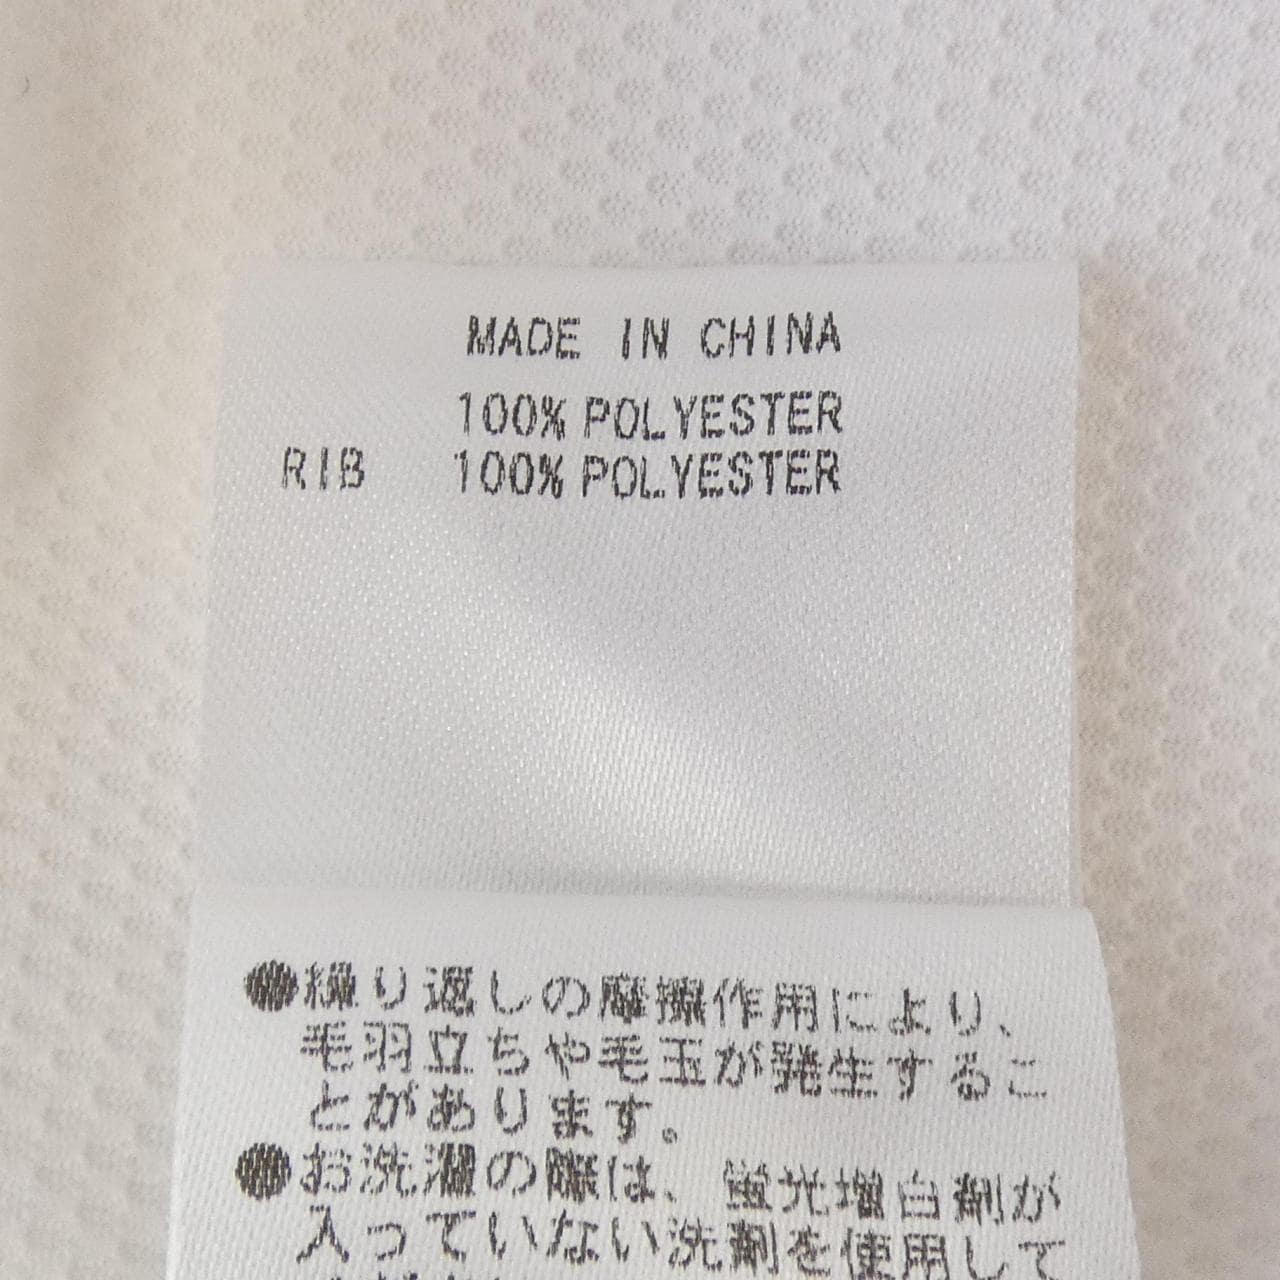 MADE IN CHINA
100% POLYESTER
RIB 100% POLYESTER
●繰り返しの摩擦作用により、
毛羽立ちや毛玉が発生するこ
とがあります。
●お洗濯の際は、蛍光増白剤が
入っていない洗剤を使用して